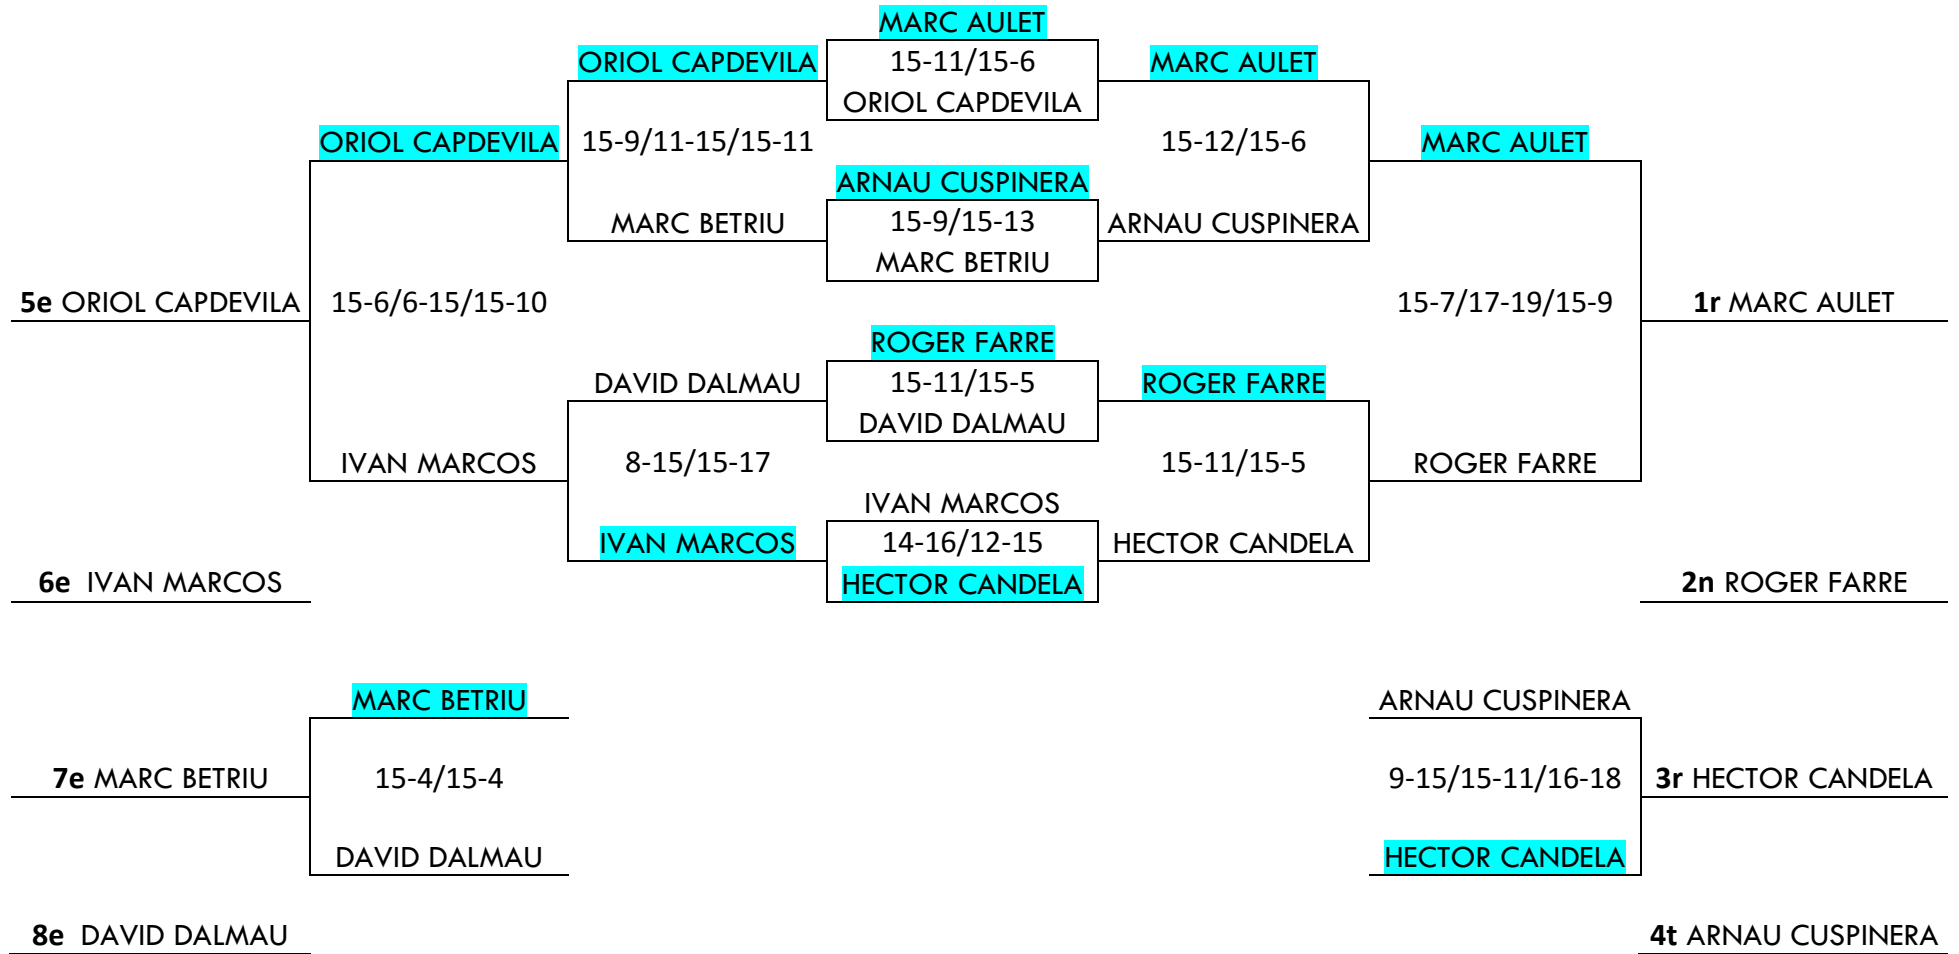 MARC AULET
ORIOL CAPDEVILA 15-11/15-6 MARC AULET
ORIOL CAPDEVILA
ORIOL CAPDEVILA 15-9/11-15/15-11 15-12/15-6 MARC AULET
ARNAU CUSPINERA
MARC BETRIU 15-9/15-13 ARNAU CUSPINERA
MARC BETRIU
5e ORIOL CAPDEVILA 15-6/6-15/15-10 15-7/17-19/15-9 1r MARC AULET
ROGER FARRE
DAVID DALMAU 15-11/15-5 ROGER FARRE
DAVID DALMAU
IVAN MARCOS 8-15/15-17 15-11/15-5 ROGER FARRE
IVAN MARCOS
IVAN MARCOS 14-16/12-15 HECTOR CANDELA
6e IVAN MARCOS HECTOR CANDELA 2n ROGER FARRE
MARC BETRIU ARNAU CUSPINERA
7e MARC BETRIU 15-4/15-4 9-15/15-11/16-18 3r HECTOR CANDELA
DAVID DALMAU HECTOR CANDELA
8e DAVID DALMAU 4t ARNAU CUSPINERA